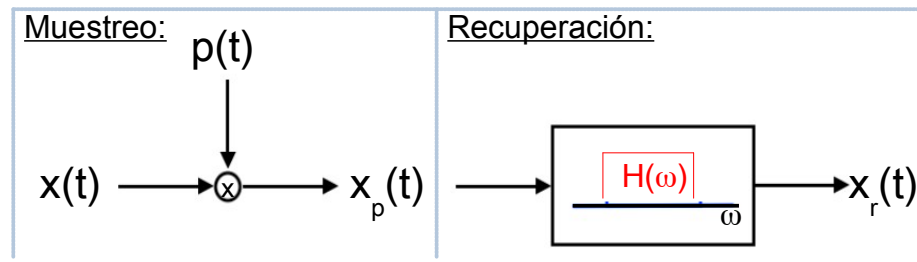 Muestreo:
p(t)
x(t)
x
x_p(t)
Recuperación:
H(ω)
ω
x_r(t)